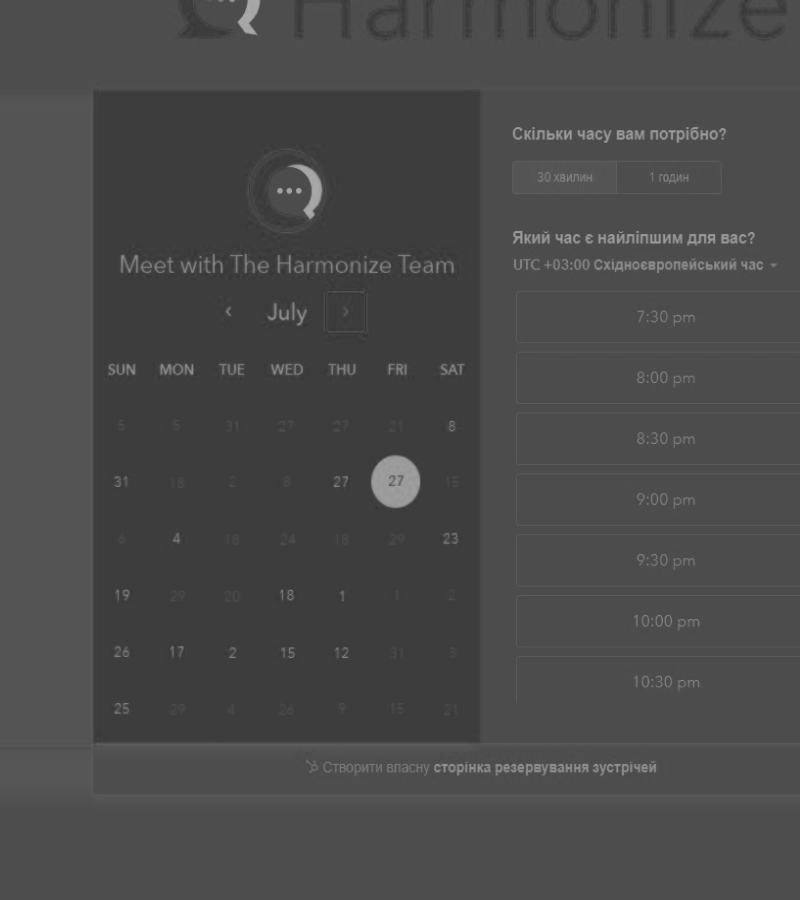 Harmonize
Meet with The Harmonize Team
July
SUN MON TUE WED THU FRI SAT
5 5 31 27 27 21 8
31 18 2 8 27 27 15
6 4 18 24 18 29 23
19 29 20 18 1 1 2
26 17 2 15 12 31 3
25 29 4 26 9 15 21
Скільки часу вам потрібно?
30 хвилин 1 годин
Який час є найліпшим для вас?
UTC +03:00 Східноєвропейський час
7:30 pm
8:00 pm
8:30 pm
9:00 pm
9:30 pm
10:00 pm
10:30 pm
Створити власну сторінка резервування зустрічей